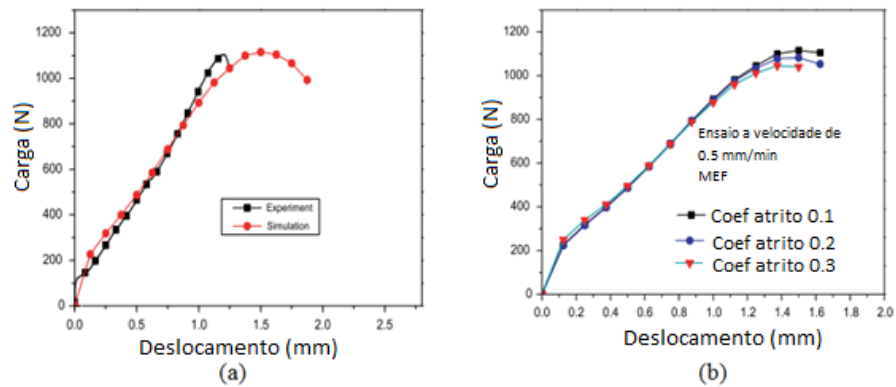 (a)
Carga (N)
1200
1000
800
600
400
200
0
Experiment
Simulation
0.0
0.5
1.0
1.5
2.0
2.5
Deslocamento (mm)
(a)
(b)
Carga (N)
1200
1000
800
600
400
200
0
Ensaio a velocidade de
0.5 mm/min
MEF
Coef atrito 0.1
Coef atrito 0.2
Coef atrito 0.3
0.0
0.2
0.4
0.6
0.8
1.0
1.2
1.4
1.6
1.8
2.0
Deslocamento (mm)
(b)